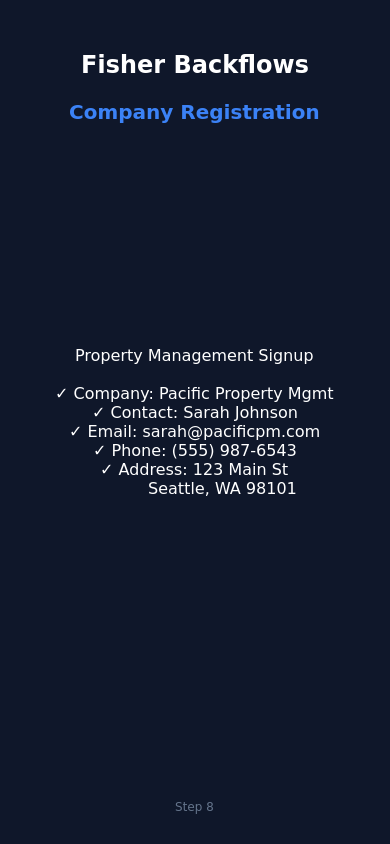 Fisher Backflows
Company Registration
Property Management Signup
✓ Company: Pacific Property Mgmt
✓ Contact: Sarah Johnson
✓ Email: sarah@pacificpm.com
✓ Phone: (555) 987-6543
✓ Address: 123 Main St
Seattle, WA 98101
Step 8